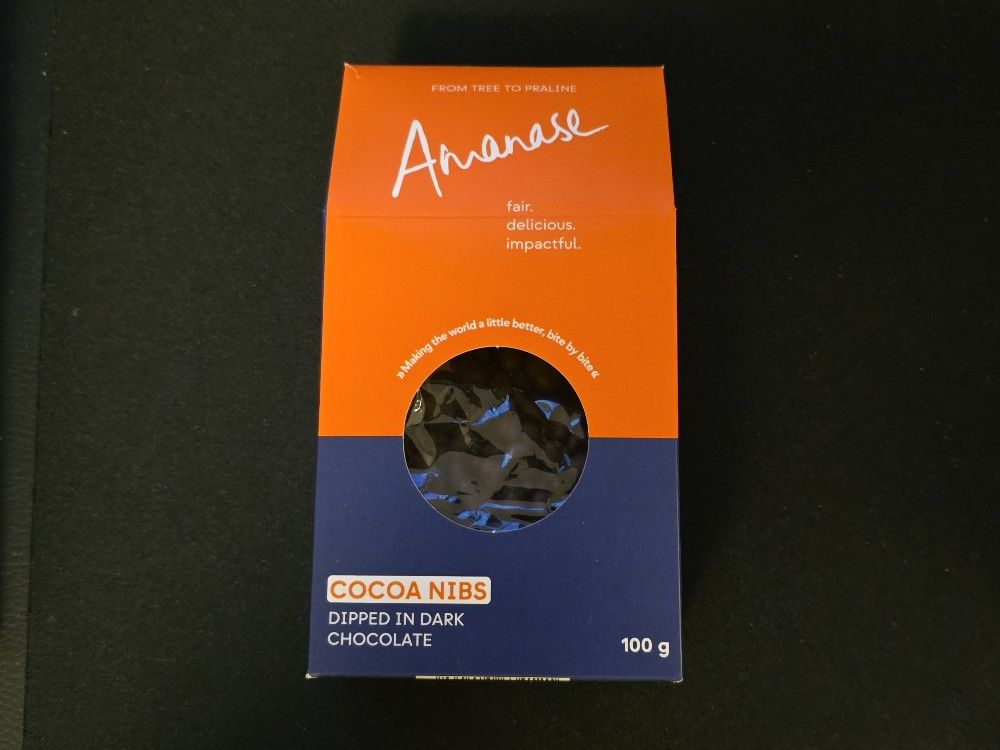 FROM TREE TO PRALINE
Amanase
fair.
delicious.
impactful.
»Making the world a little better, bite by bite«
COCOA NIBS
DIPPED IN DARK
CHOCOLATE
100 g